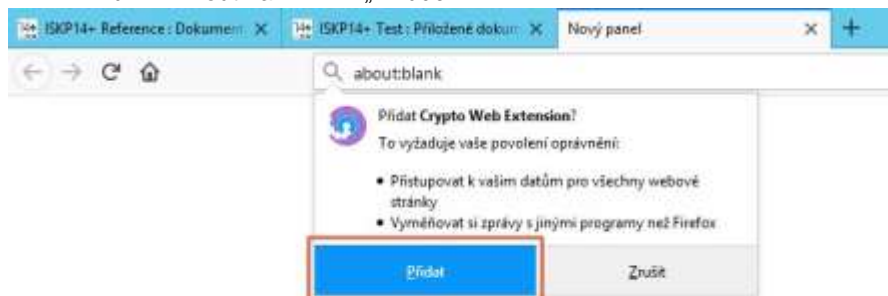 ISKP14+ Reference : Dokument
ISKP14+ Test : Přiložené dokum
Nový panel
about:blank
Přidat Crypto Web Extension?
To vyžaduje vaše povolení oprávnění:
• Přistupovat k vašim datům pro všechny webové
stránky
• Vyměňovat si zprávy s jinými programy než Firefox
Přidat
Zrušit